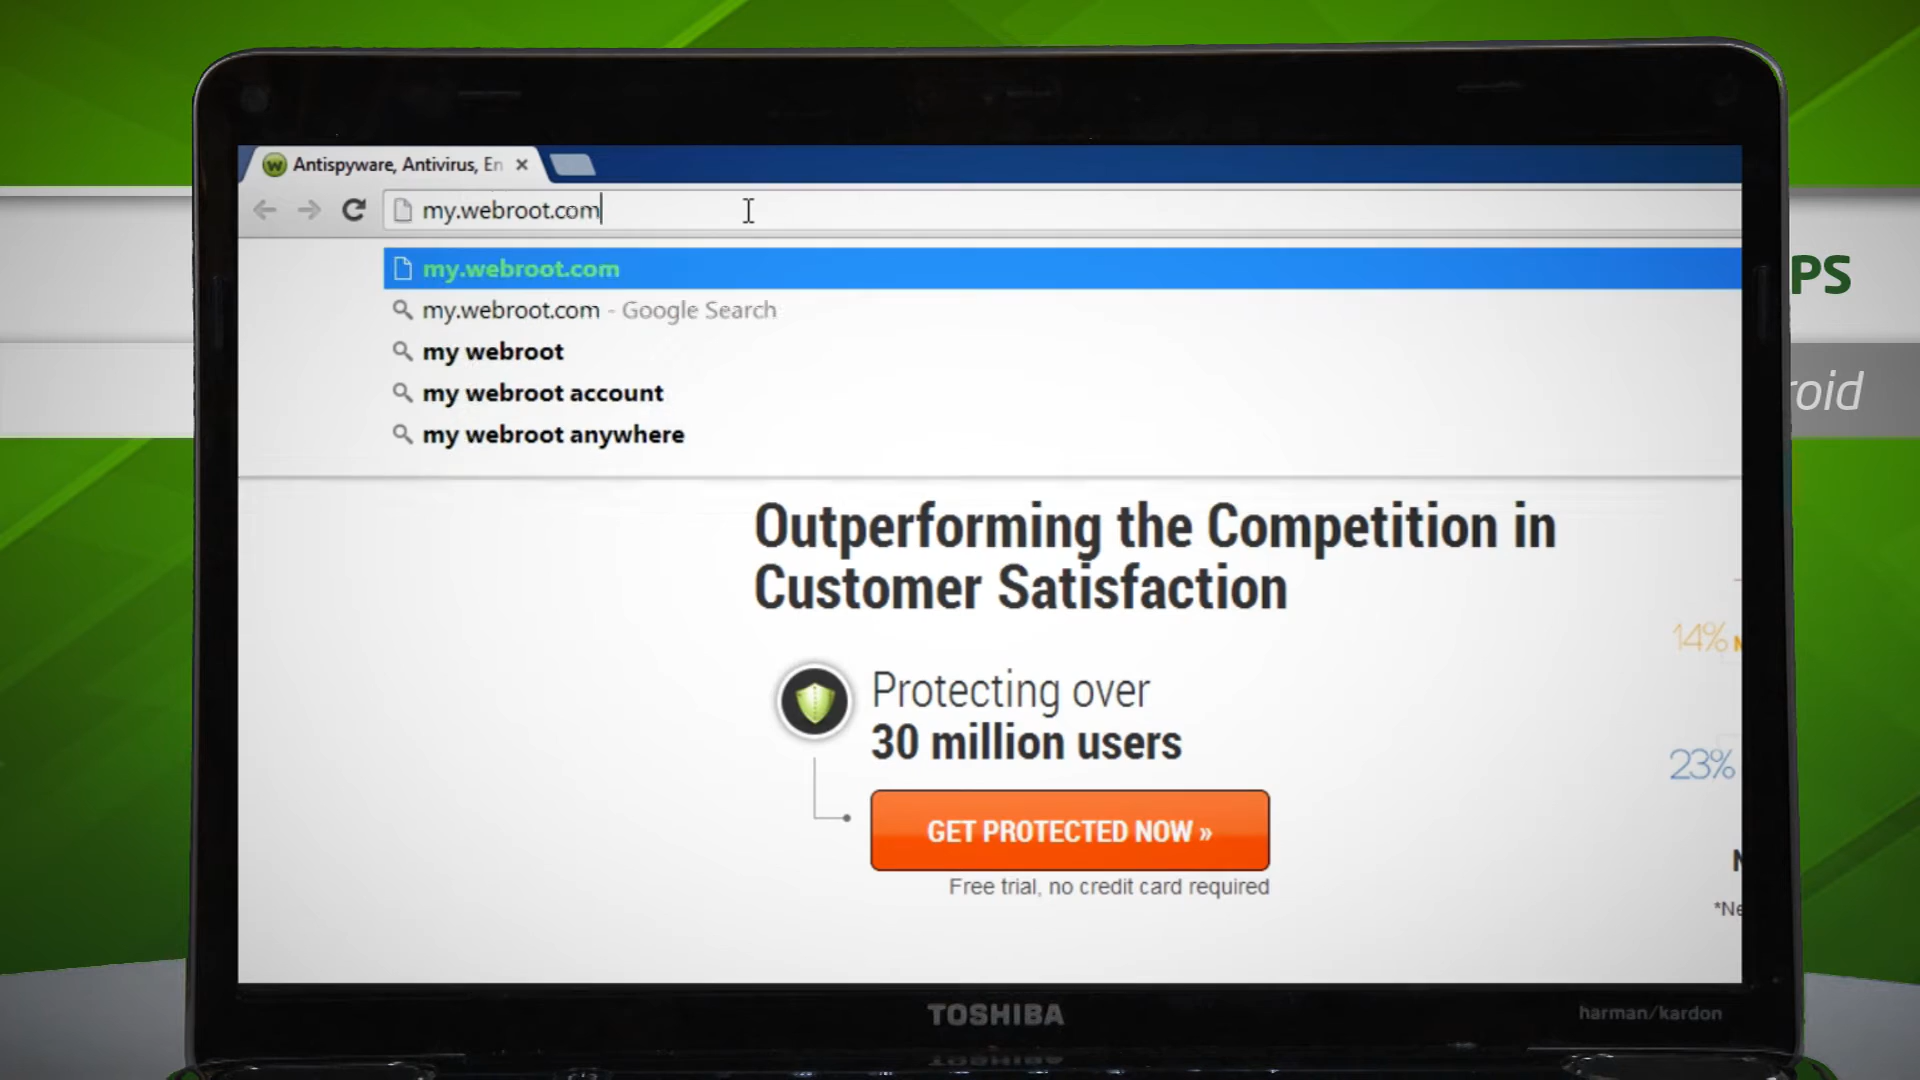 Antispyware, Antivirus, En
my.webroot.com
my.webroot.com
my.webroot.com - Google Search
my webroot
my webroot account
my webroot anywhere
PS
roid
Outperforming the Competition in
Customer Satisfaction
14%
Protecting over
30 million users
23%
GET PROTECTED NOW »
Free trial, no credit card required
*Ne
TOSHIBA
harman/kardon